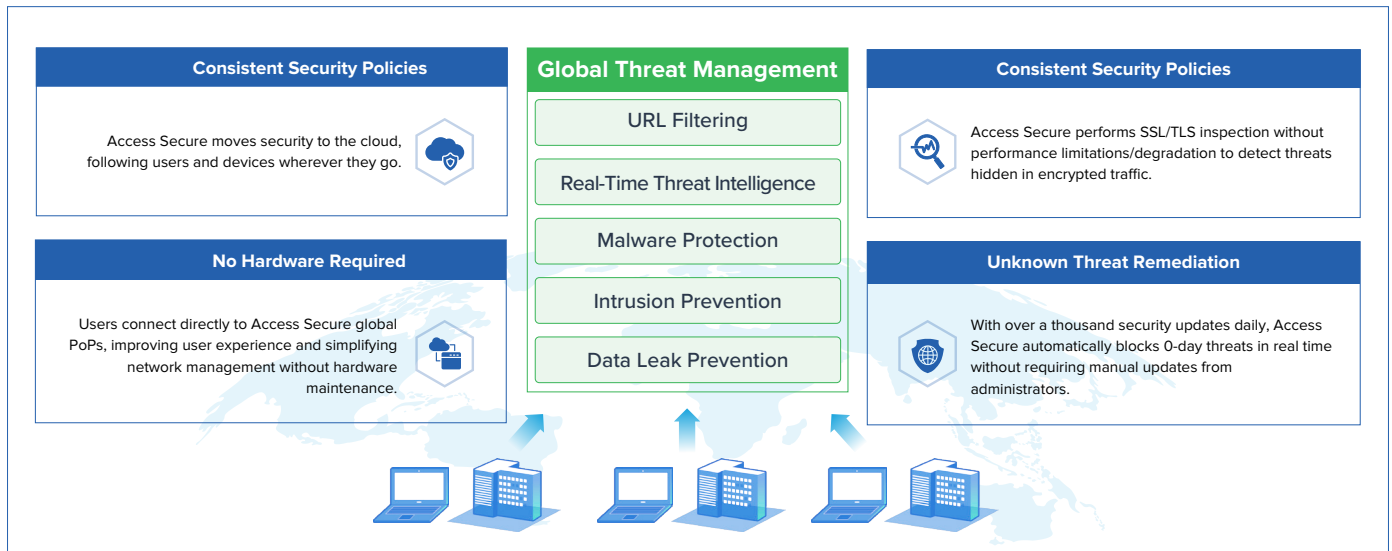 Consistent Security Policies
Access Secure moves security to the cloud,
following users and devices wherever they go.
No Hardware Required
Users connect directly to Access Secure global
PoPs, improving user experience and simplifying
network management without hardware
maintenance.
Global Threat Management
URL Filtering
Real-Time Threat Intelligence
Malware Protection
Intrusion Prevention
Data Leak Prevention
Consistent Security Policies
Access Secure performs SSL/TLS inspection without
performance limitations/degradation to detect threats
hidden in encrypted traffic.
Unknown Threat Remediation
With over a thousand security updates daily, Access
Secure automatically blocks 0-day threats in real time
without requiring manual updates from
administrators.